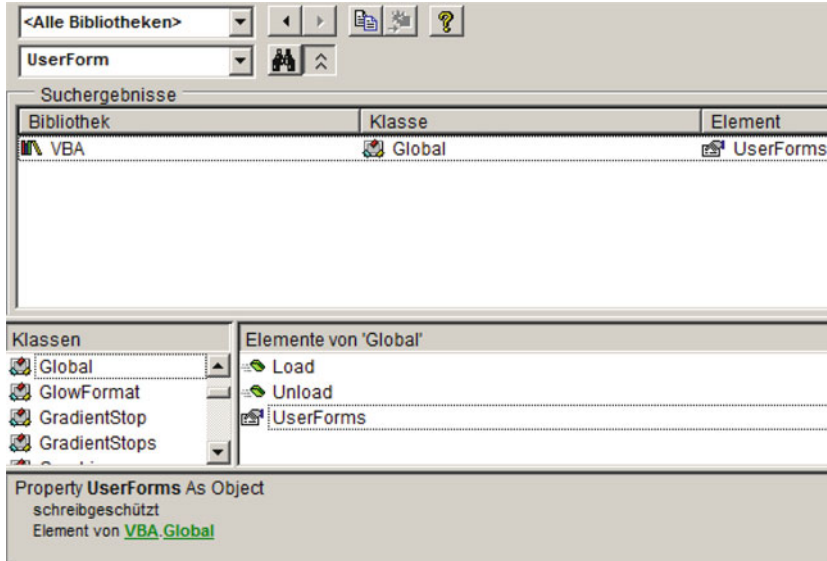 <Alle Bibliotheken>
UserForm
Suchergebnisse
Bibliothek Klasse Element
VBA Global UserForms
Klassen
Elemente von 'Global'
Global
GlowFormat
GradientStop
GradientStops
Load
Unload
UserForms
Property UserForms As Object
schreibgeschützt
Element von VBA.Global